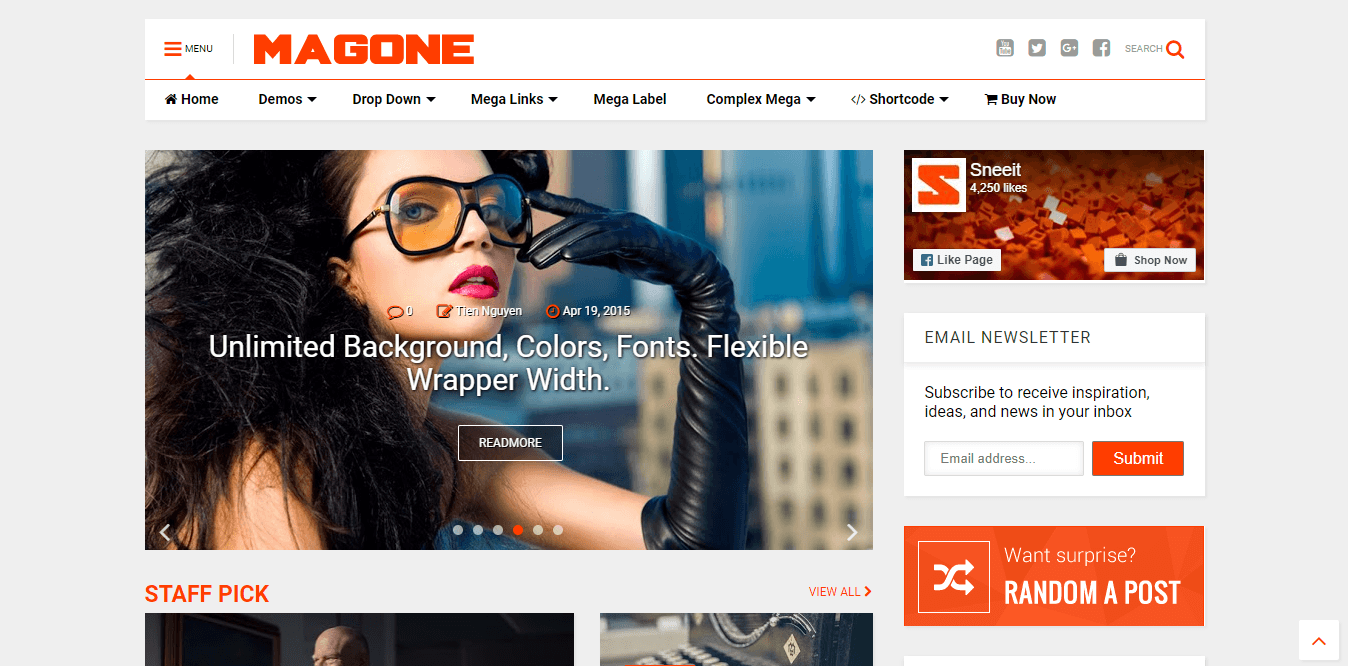 MENU
MAGONE
You
Tube
G+
SEARCH
Home
Demos
Drop Down
Mega Links
Mega Label
Complex Mega
</> Shortcode
Buy Now
0
Tien Nguyen
Apr 19, 2015
Unlimited Background, Colors, Fonts. Flexible
Wrapper Width.
READMORE
STAFF PICK
VIEW ALL
Sneeit
4,250 likes
Like Page
Shop Now
EMAIL NEWSLETTER
Subscribe to receive inspiration,
ideas, and news in your inbox
Email address...
Submit
Want surprise?
RANDOM A POST